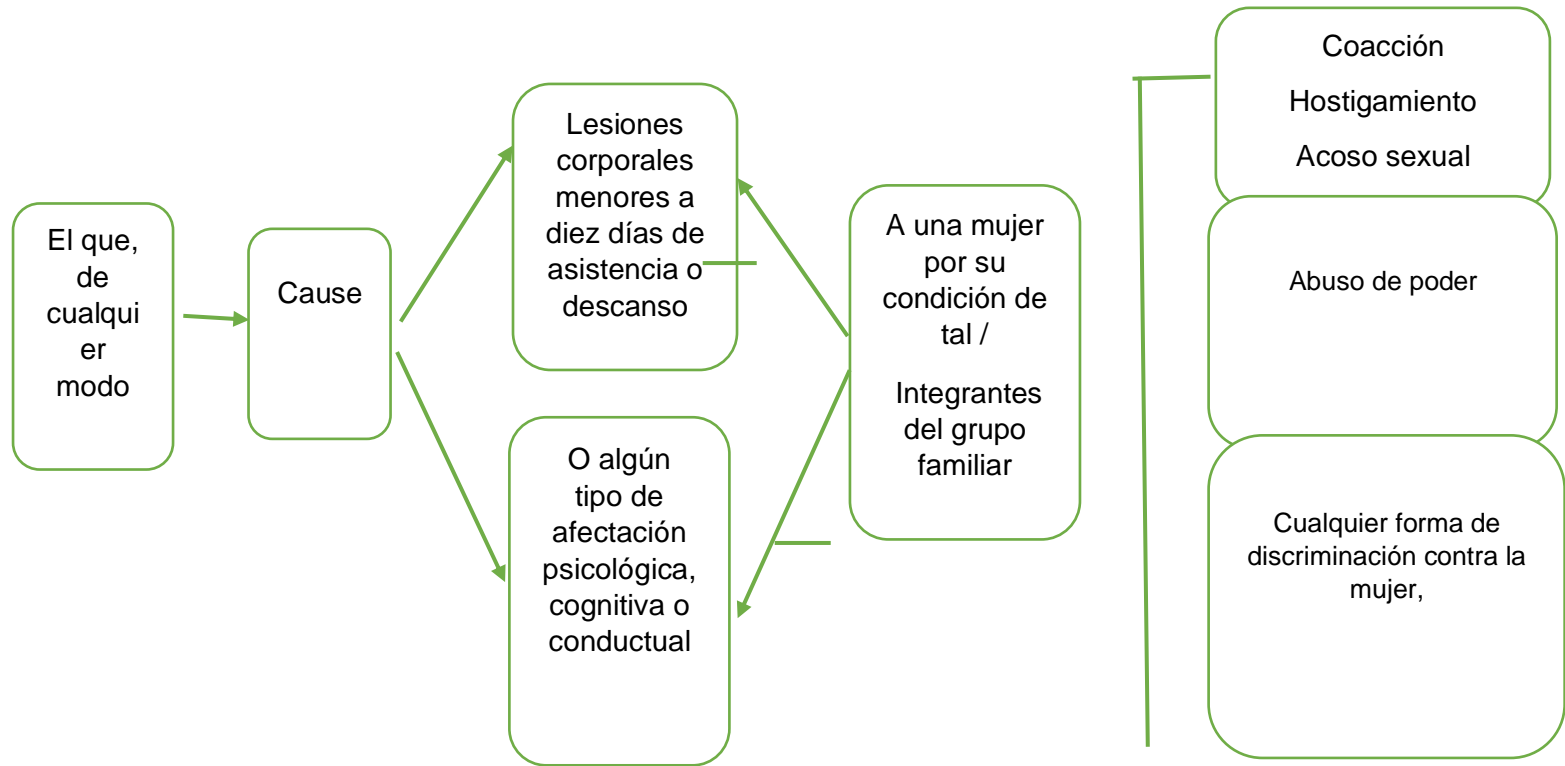 El que,
de
cualqui
er
modo
Cause
Lesiones
corporales
menores a
diez días de
asistencia o
descanso
O algún
tipo de
afectación
psicológica,
cognitiva o
conductual
A una mujer
por su
condición de
tal /
Integrantes
del grupo
familiar
Coacción
Hostigamiento
Acoso sexual
Abuso de poder
Cualquier forma de
discriminación contra la
mujer,